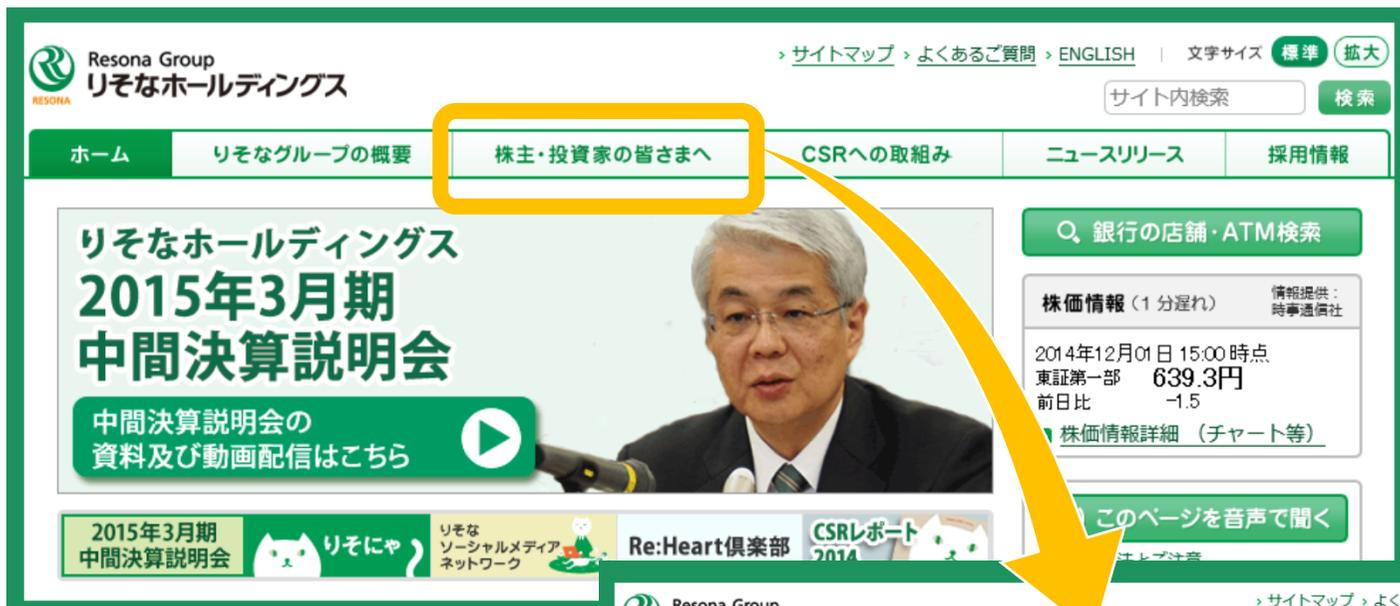 Resona Group
りそなホールディングス
RESONA
› サイトマップ › よくあるご質問 › ENGLISH | 文字サイズ 標準 拡大
サイト内検索 検索
ホーム りそなグループの概要 株主・投資家の皆さまへ CSRへの取組み ニュースリリース 採用情報
りそなホールディングス
2015年3月期
中間決算説明会
中間決算説明会の
資料及び動画配信はこちら
銀行の店舗・ATM検索
株価情報（1分遅れ） 情報提供：
時事通信社
2014年12月01日 15:00 時点
東証第一部 639.3円
前日比 -1.5
株価情報詳細 （チャート等）
このページを音声で聞く
2015年3月期
中間決算説明会
りそにゃ
りそな
ソーシャルメディア
ネットワーク
Re:Heart倶楽部
CSRレポート
2014
Resona Group
› サイトマップ › よく